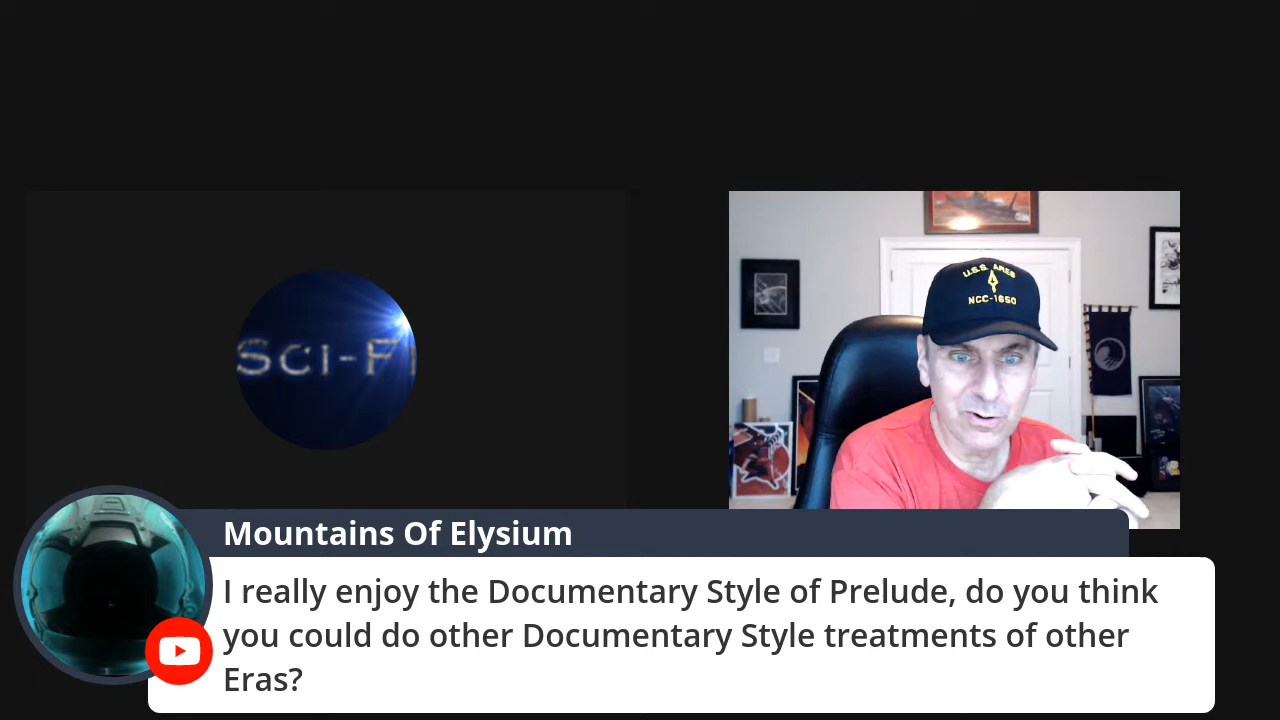 U.S.S. ARES
NCC-1650
Sci-Fi
Mountains Of Elysium
I really enjoy the Documentary Style of Prelude, do you think
you could do other Documentary Style treatments of other
Eras?